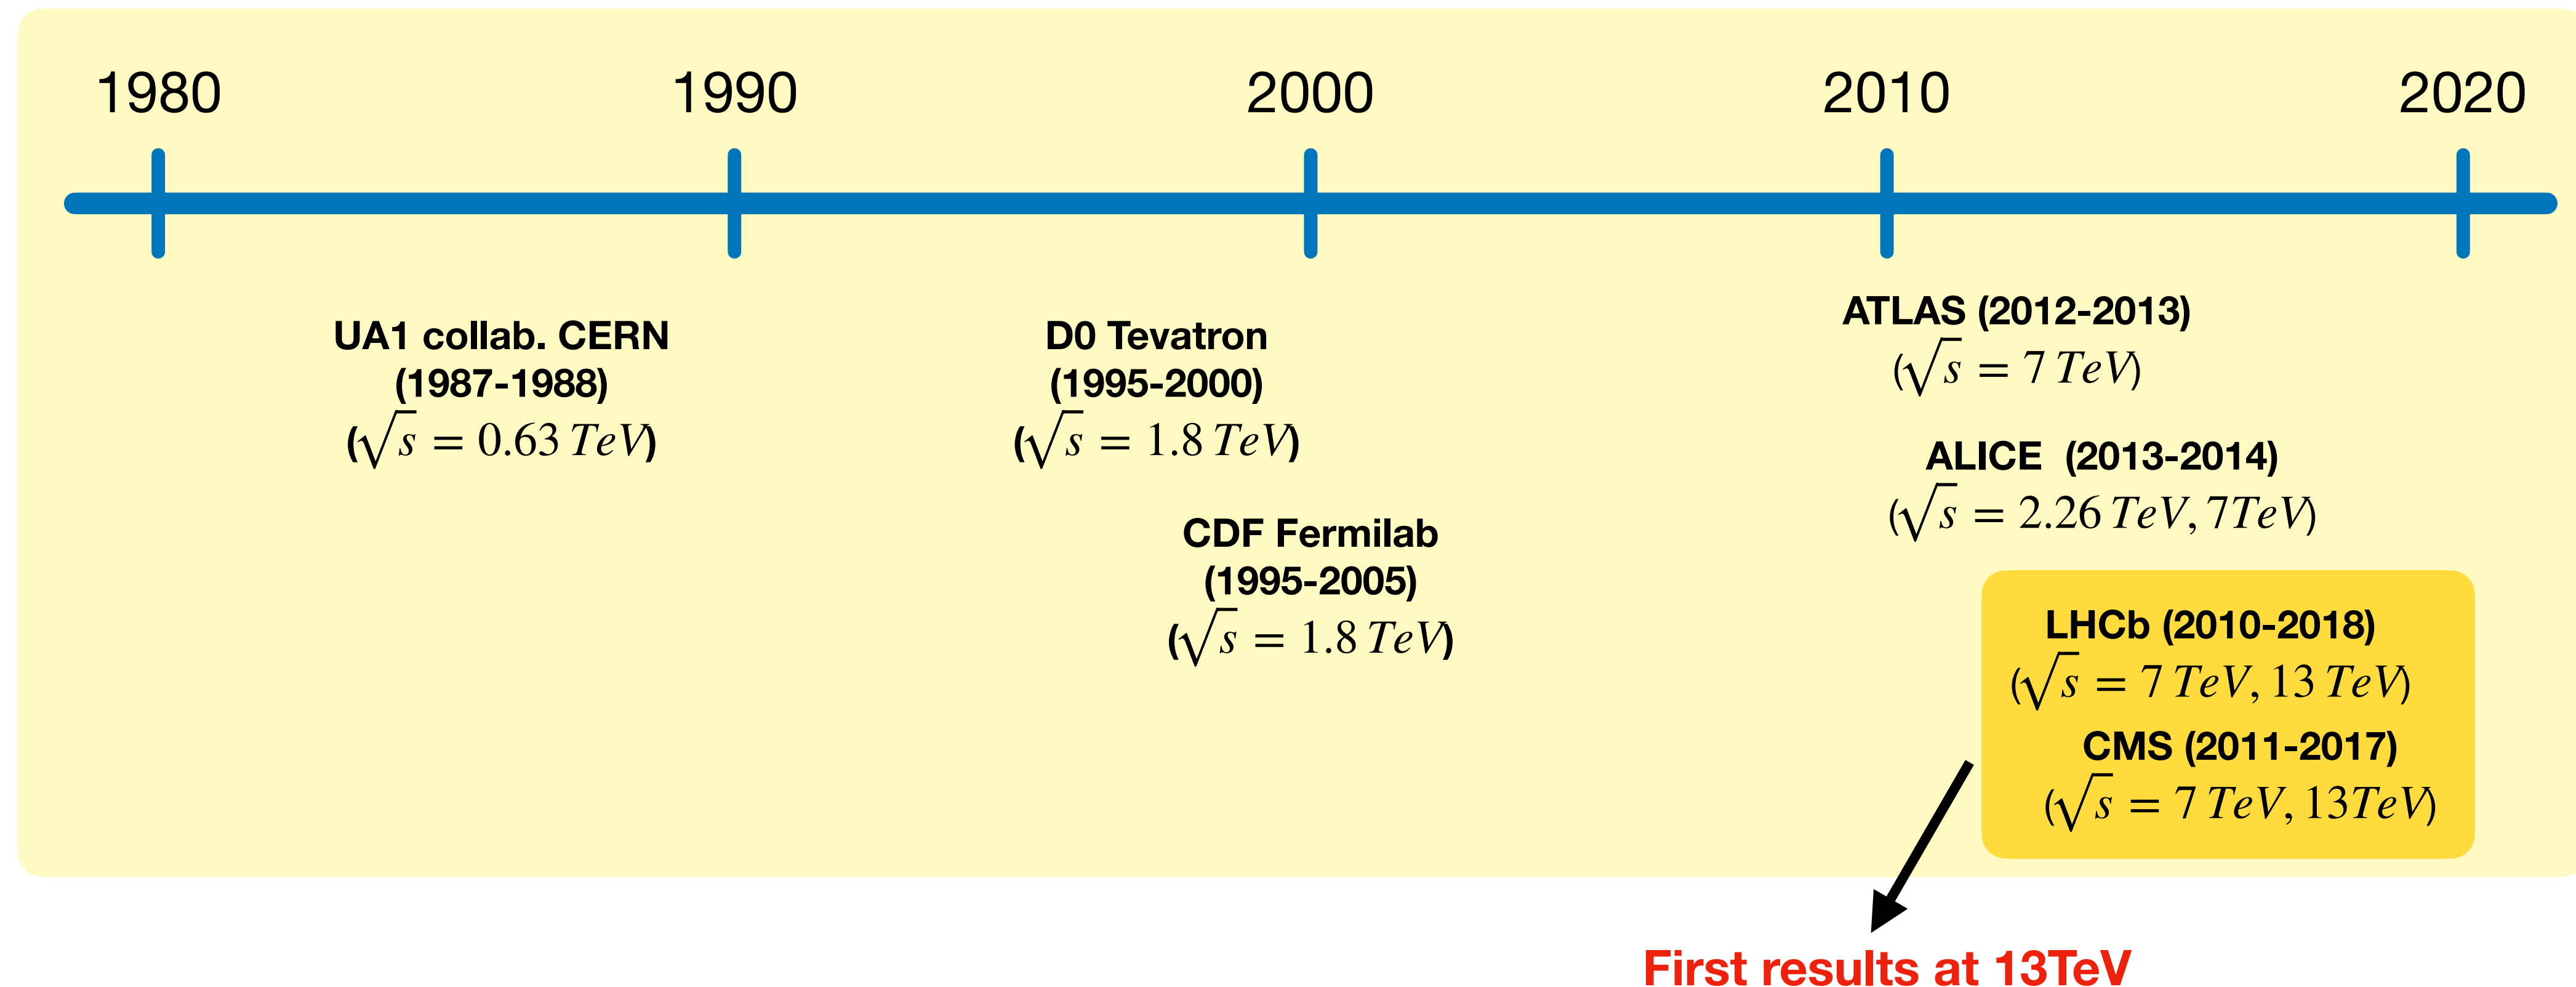 1980 1990 2000 2010 2020
UA1 collab. CERN
(1987-1988)
(√s = 0.63 TeV)
D0 Tevatron
(1995-2000)
(√s = 1.8 TeV)
CDF Fermilab
(1995-2005)
(√s = 1.8 TeV)
ATLAS (2012-2013)
(√s = 7 TeV)
ALICE (2013-2014)
(√s = 2.26 TeV, 7TeV)
LHCb (2010-2018)
(√s = 7 TeV, 13 TeV)
CMS (2011-2017)
(√s = 7 TeV, 13TeV)
First results at 13TeV